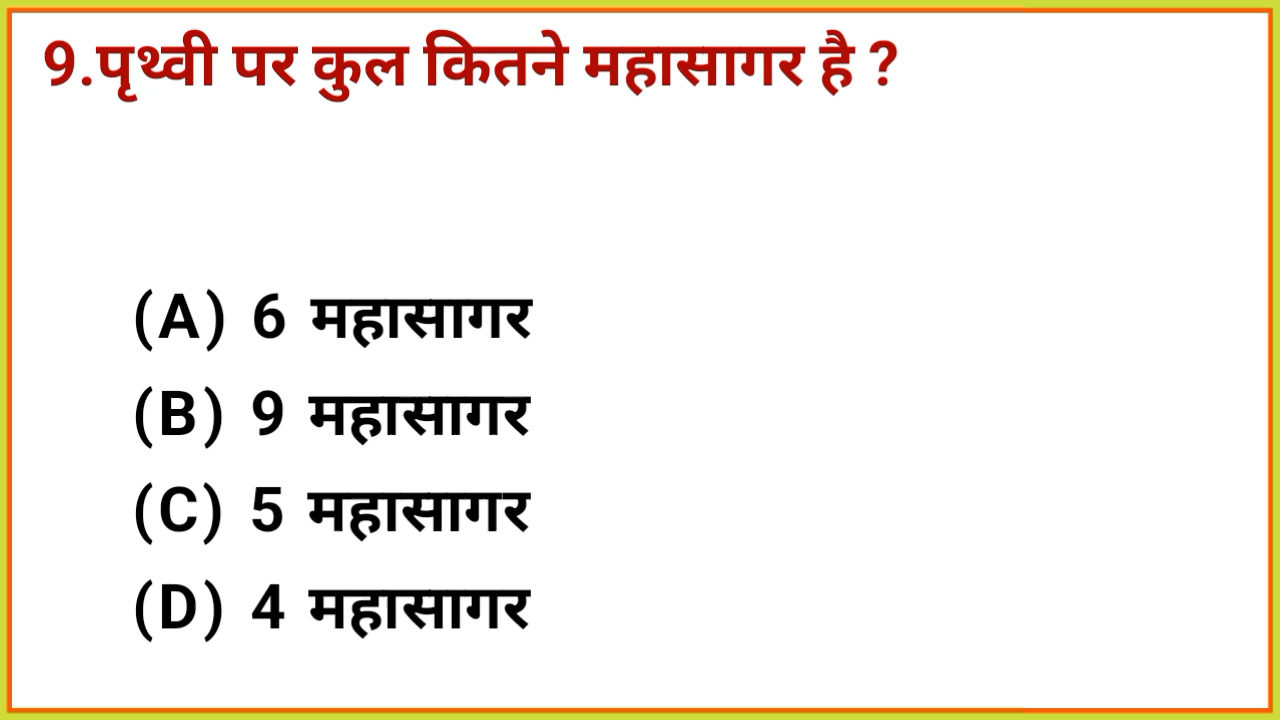 9.पृथ्वी पर कुल कितने महासागर है ?
(A) 6 महासागर
(B) 9 महासागर
(C) 5 महासागर
(D) 4 महासागर